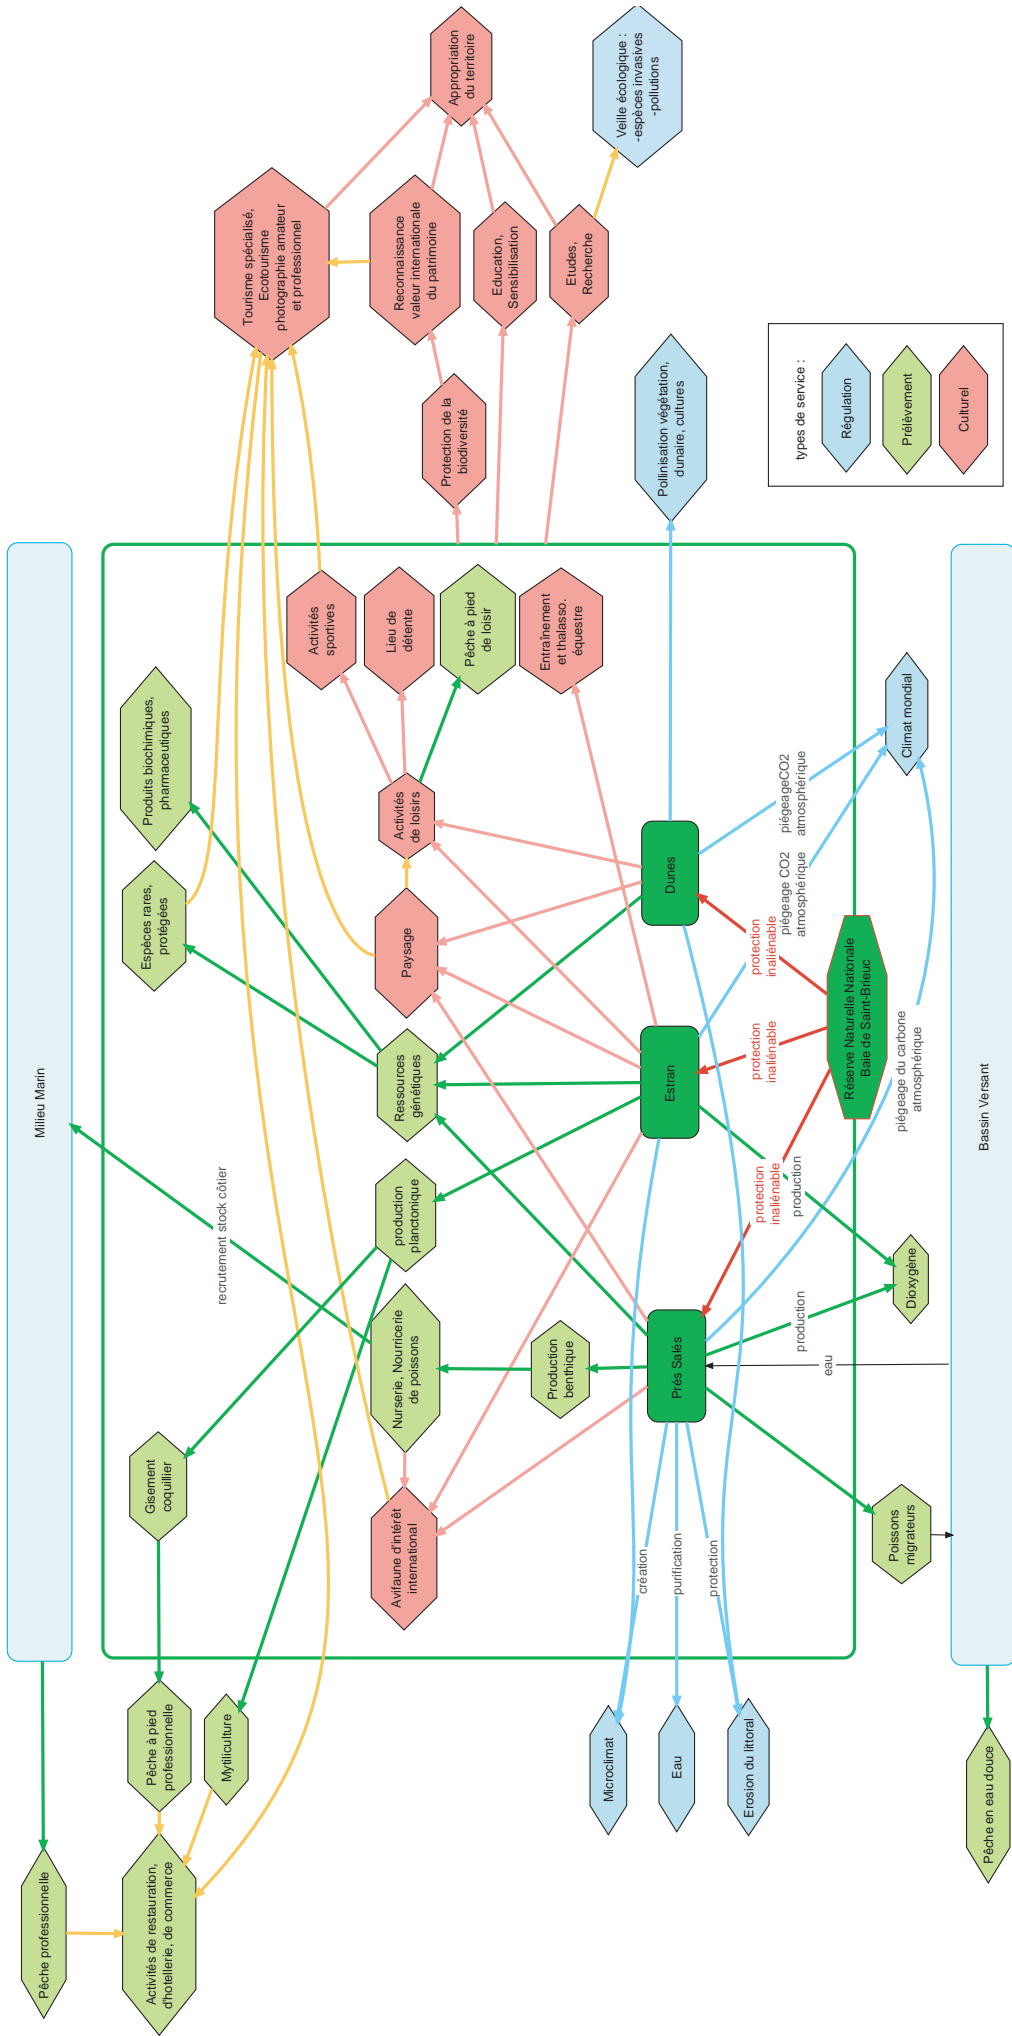 Milieu Marin
Pêche professionnelle
Activités de restauration,
d'hotellerie, de commerce
Pêche à pied
professionnelle
Mytiliculture
Gisement
coquillier
recrutement stock côtier
Espèces rares,
protégées
Produits biochimiques,
pharmaceutiques
Tourisme spécialisé,
Ecotourisme
photographie amateur
et professionnel
Reconnaissance
valeur internationale
du patrimoine
Appropriation
du territoire
Education,
Sensibilisation
Etudes,
Recherche
Veille écologique :
-espèces invasives
-pollutions
Protection de la
biodiversité
Activités
sportives
Lieu de
détente
Pêche à pied
de loisir
Entraînement
et thalasso.
équestre
Avifaune d'intérêt
international
Nurserie, Nourricerie
de poissons
production
planctonique
Ressources
génétiques
Paysage
Activités
de loisirs
Production
benthique
Prés Salés
Estran
Dunes
Pollinisation végétation,
dunaire, cultures
Microclimat
Eau
Erosion du littoral
création
purification
protection
eau
production
production
protection
inaliénable
protection
inaliénable
protection
inaliénable
piégeage CO2
atmosphérique
piégeageCO2
atmosphérique
piégeage du carbone
atmosphérique
Réserve Naturelle Nationale
Baie de Saint-Brieuc
Poissons
migrateurs
Dioxygène
Climat mondial
Bassin Versant
Pêche en eau douce
types de service :
Régulation
Prélèvement
Culturel